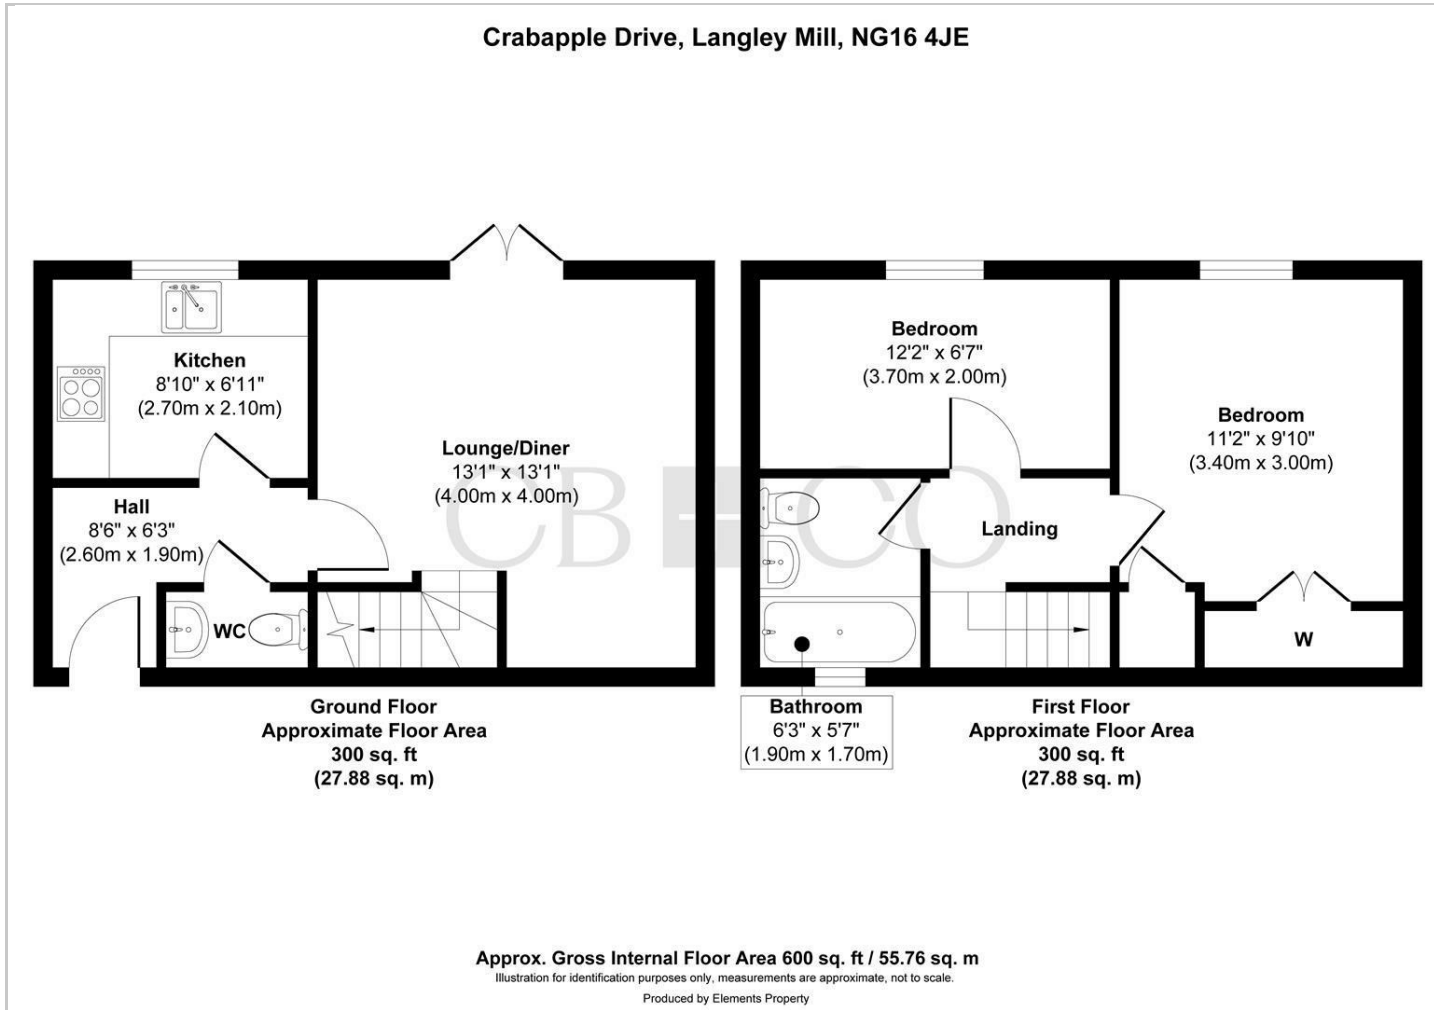 Crabapple Drive, Langley Mill, NG16 4JE
Kitchen
8'10" x 6'11"
(2.70m x 2.10m)
Hall
8'6" x 6'3"
(2.60m x 1.90m)
WC
Lounge/Diner
13'1" x 13'1"
(4.00m x 4.00m)
Ground Floor
Approximate Floor Area
300 sq. ft
(27.88 sq. m)
Bedroom
12'2" x 6'7"
(3.70m x 2.00m)
Bedroom
11'2" x 9'10"
(3.40m x 3.00m)
Landing
W
Bathroom
6'3" x 5'7"
(1.90m x 1.70m)
First Floor
Approximate Floor Area
300 sq. ft
(27.88 sq. m)
CB CO
Approx. Gross Internal Floor Area 600 sq. ft / 55.76 sq. m
Illustration for identification purposes only, measurements are approximate, not to scale.
Produced by Elements Property